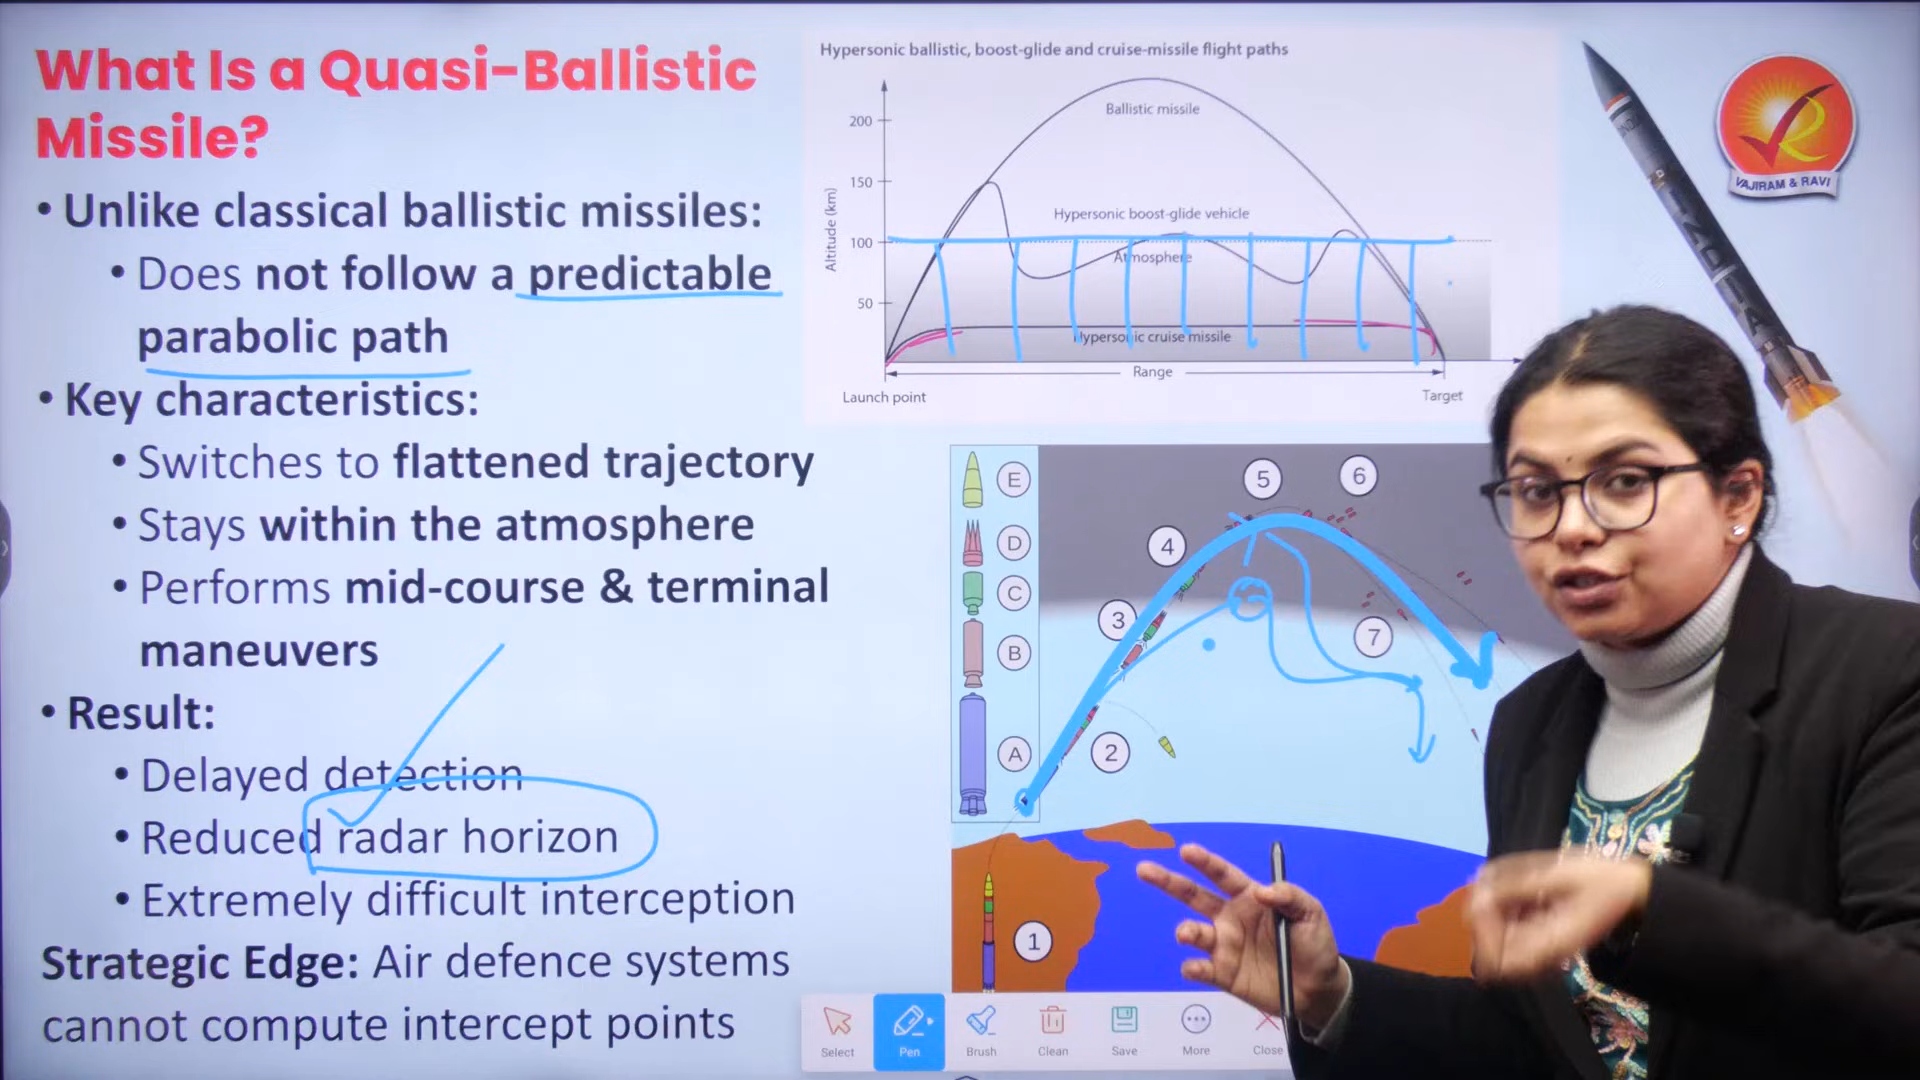 What Is a Quasi-Ballistic
Missile?
• Unlike classical ballistic missiles:
• Does not follow a predictable
parabolic path
• Key characteristics:
• Switches to flattened trajectory
• Stays within the atmosphere
• Performs mid-course & terminal
maneuvers
• Result:
• Delayed detection
• Reduced radar horizon
• Extremely difficult interception
Strategic Edge: Air defence systems
cannot compute intercept points
Hypersonic ballistic, boost-glide and cruise-missile flight paths
Altitude (km)
200
150
100
50
Ballistic missile
Hypersonic boost-glide vehicle
Atmosphere
Hypersonic cruise missile
Range
Launch point
Target
VAJIRAM & RAVI
E
D
C
B
A
1
2
3
4
5
6
7
Select
Pen
Brush
Clean
Save
More
Close